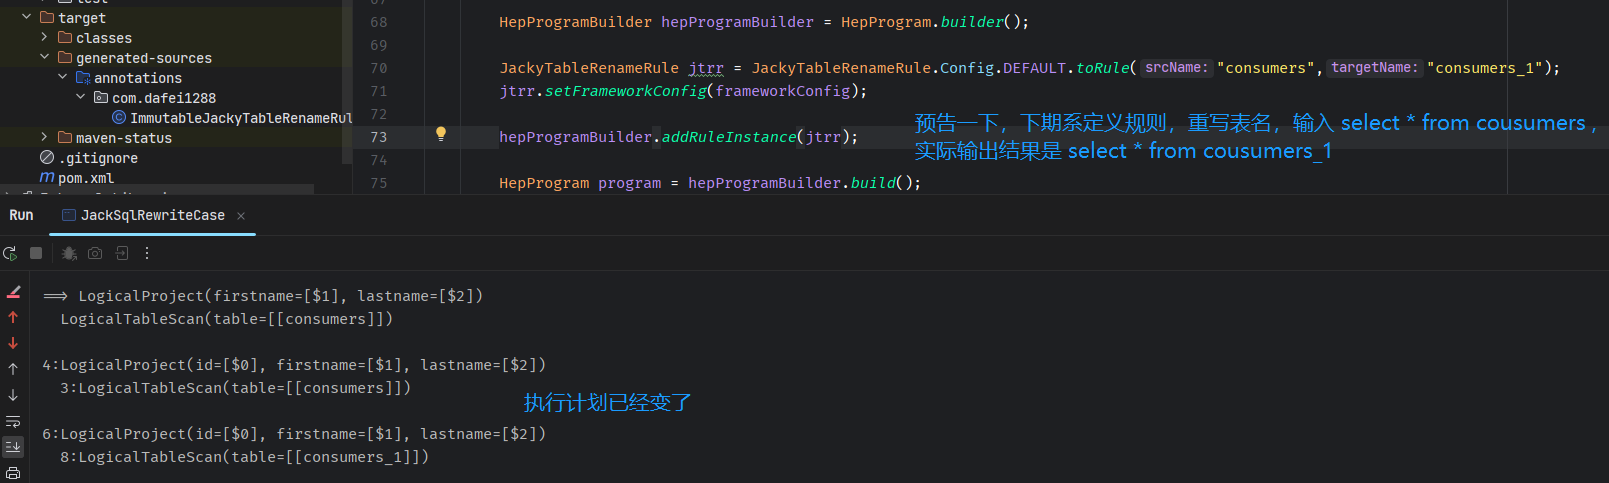 test
target
classes
generated-sources
annotations
com.dafei1288
ImmutableJackyTableRenameRul
maven-status
.gitignore
pom.xml
68 HepProgramBuilder hepProgramBuilder = HepProgram.builder();
69
70 JackyTableRenameRule jtrr = JackyTableRenameRule.Config.DEFAULT.toRule( srcName: "consumers", targetName: "consumers_1");
71 jtrr.setFrameworkConfig(frameworkConfig);
72
73 hepProgramBuilder.addRuleInstance(jtrr);
74
75 HepProgram program = hepProgramBuilder.build();
预告一下，下期系定义规则，重写表名，输入 select * from cousumers ,
实际输出结果是 select * from cousumers_1
Run JackSqlRewriteCase ×
==> LogicalProject(firstname=[$1], lastname=[$2])
LogicalTableScan(table=[[consumers]])
4:LogicalProject(id=[$0], firstname=[$1], lastname=[$2])
3:LogicalTableScan(table=[[consumers]])
执行计划已经变了
6:LogicalProject(id=[$0], firstname=[$1], lastname=[$2])
8:LogicalTableScan(table=[[consumers_1]])